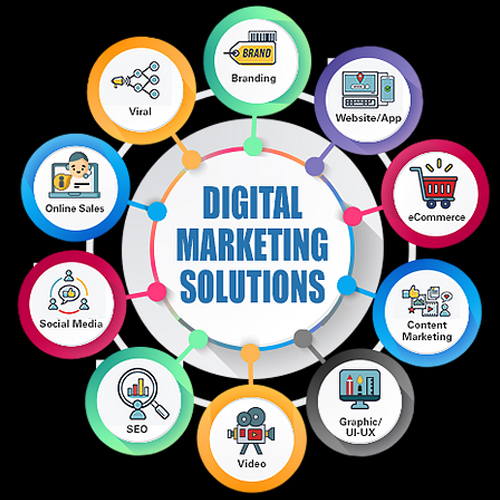 BRAND
Branding
Viral
Website/App
Online Sales
eCommerce
DIGITAL
MARKETING
SOLUTIONS
Social Media
Content
Marketing
SEO
Graphic/
UI-UX
Video